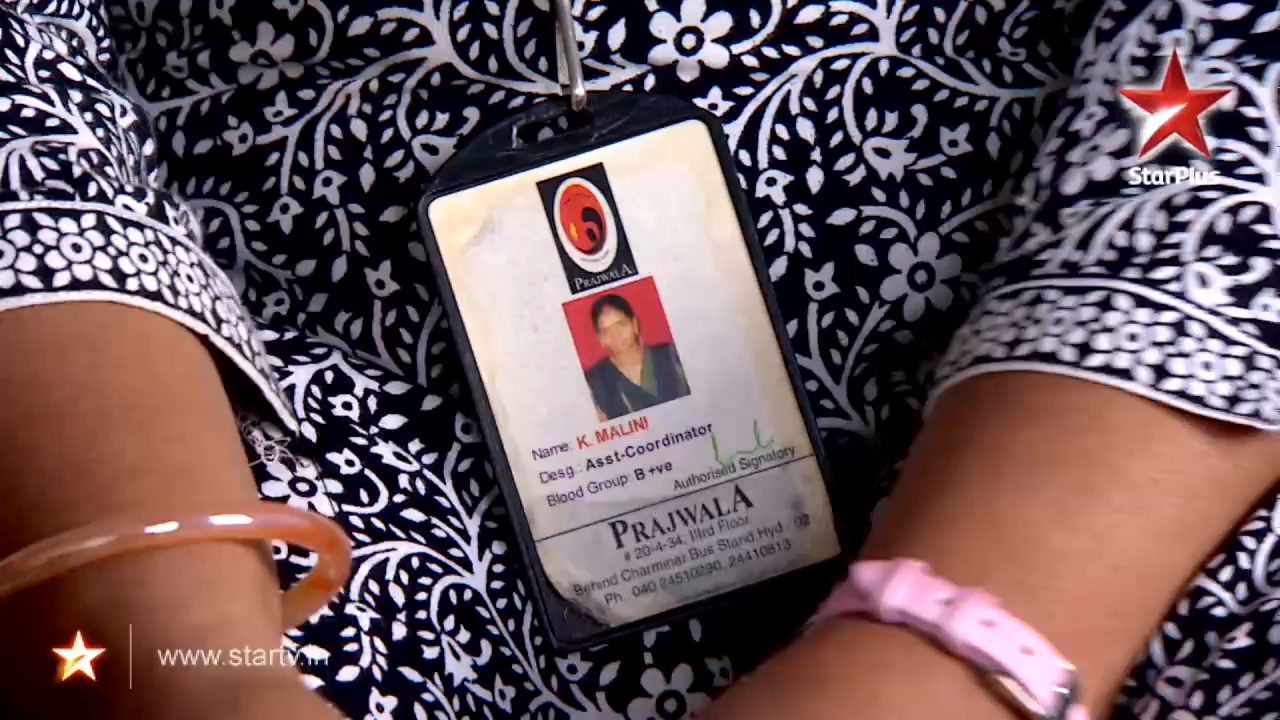 StarPlus
PRAJWALA
Name: K. MALINI
Desg.: Asst-Coordinator
Blood Group: B +ve
Authorised Signatory
PRAJWALA
# 20-4-34, IIIrd Floor
Behind Charminar Bus Stand, Hyd 02
Ph. 040 24510290, 24410813
www.startv.in